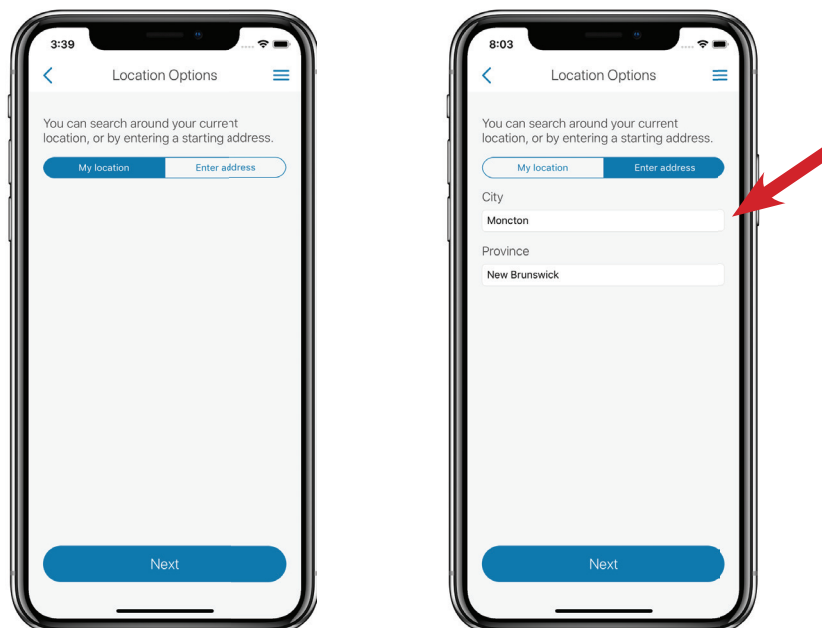 3:39
Location Options
You can search around your current
location, or by entering a starting address.
My location Enter address
Next
8:03
Location Options
You can search around your current
location, or by entering a starting address.
My location Enter address
City
Moncton
Province
New Brunswick
Next